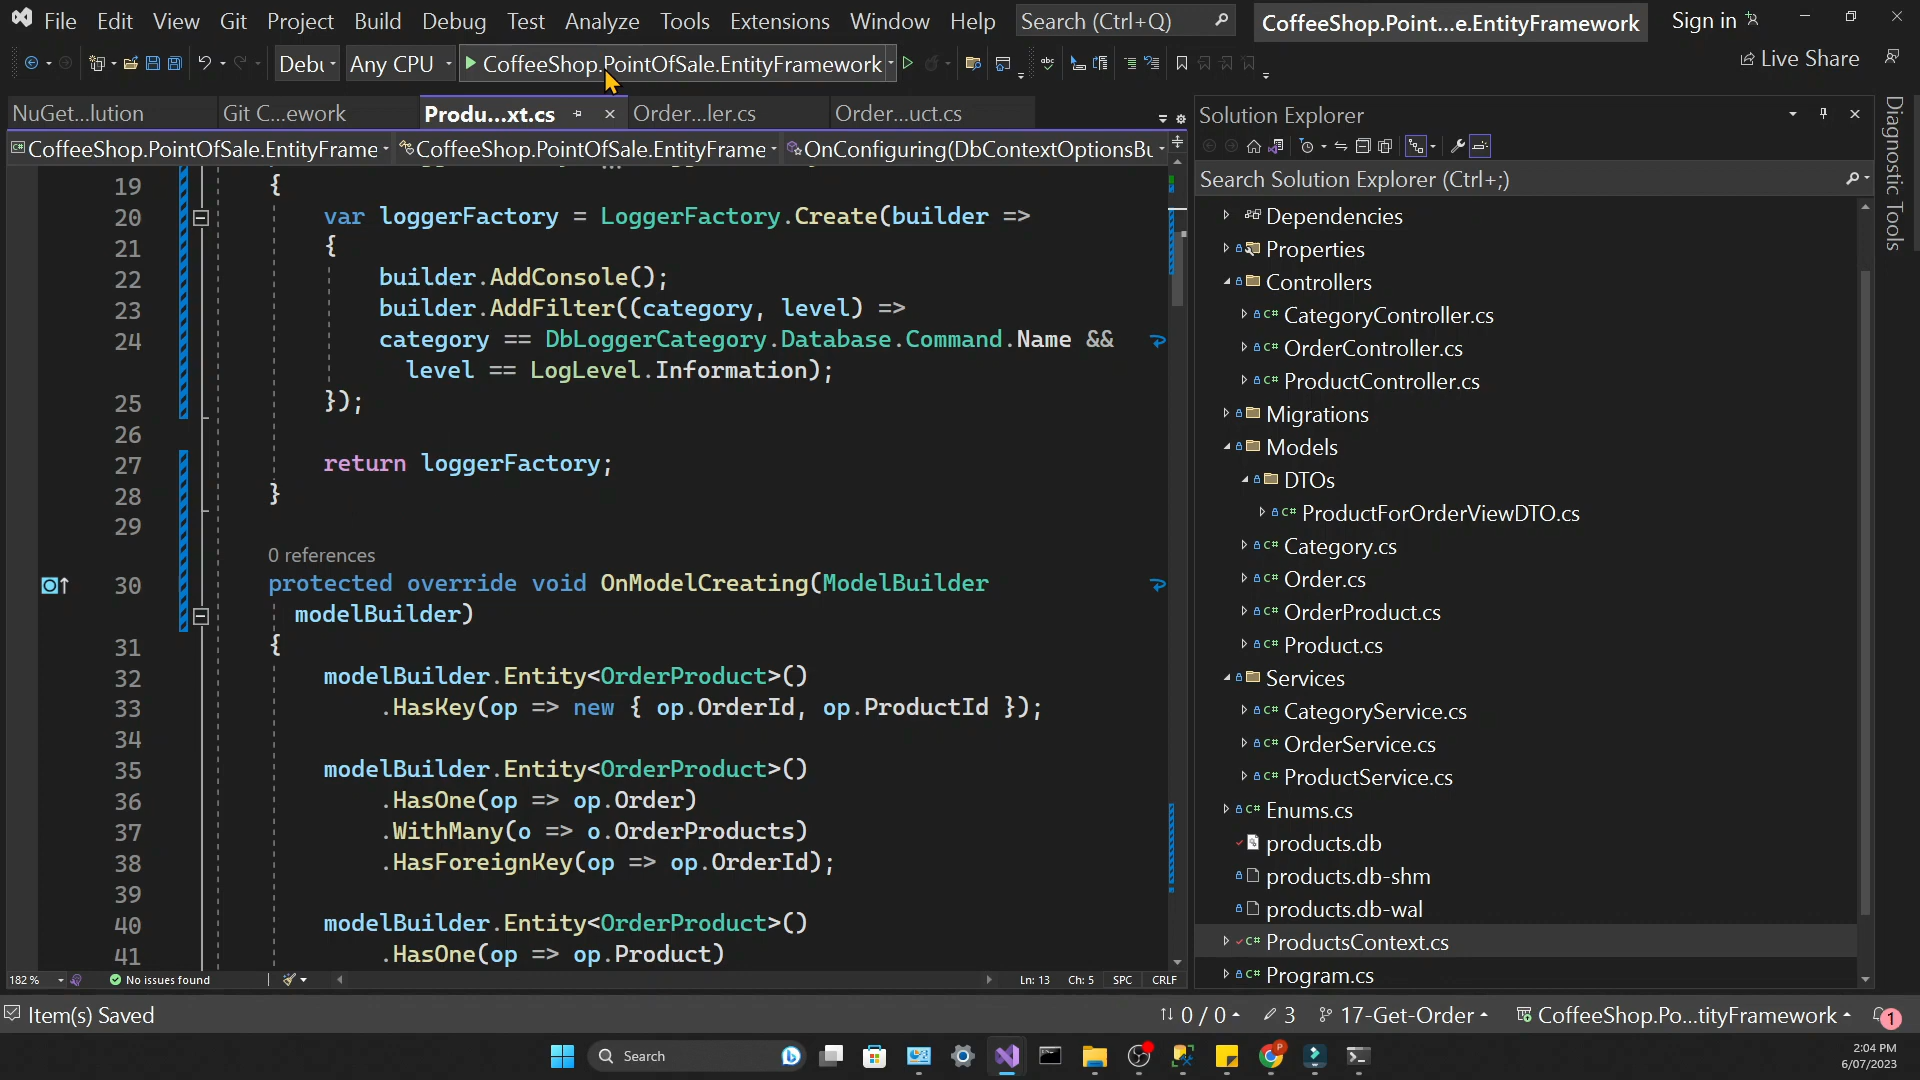 File Edit View Git Project Build Debug Test Analyze Tools Extensions Window Help Search (Ctrl+Q) CoffeeShop.Point...e.EntityFramework Sign in
Debu Any CPU CoffeeShop.PointOfSale.EntityFramework Live Share
NuGet...lution Git C...ework Produ...xt.cs Order...ler.cs Order...uct.cs
CoffeeShop.PointOfSale.EntityFrame CoffeeShop.PointOfSale.EntityFrame OnConfiguring(DbContextOptionsBu
19 {
20 var loggerFactory = LoggerFactory.Create(builder =>
21 {
22 builder.AddConsole();
23 builder.AddFilter((category, level) =>
24 category == DbLoggerCategory.Database.Command.Name &&
level == LogLevel.Information);
25 });
26
27 return loggerFactory;
28 }
29
0 references
30 protected override void OnModelCreating(ModelBuilder
modelBuilder)
31 {
32 modelBuilder.Entity<OrderProduct>()
33 .HasKey(op => new { op.OrderId, op.ProductId });
34
35 modelBuilder.Entity<OrderProduct>()
36 .HasOne(op => op.Order)
37 .WithMany(o => o.OrderProducts)
38 .HasForeignKey(op => op.OrderId);
39
40 modelBuilder.Entity<OrderProduct>()
41 .HasOne(op => op.Product)
182 % No issues found Ln: 13 Ch: 5 SPC CRLF
Solution Explorer
Search Solution Explorer (Ctrl+;)
Dependencies
Properties
Controllers
C# CategoryController.cs
C# OrderController.cs
C# ProductController.cs
Migrations
Models
DTOs
C# ProductForOrderViewDTO.cs
C# Category.cs
C# Order.cs
C# OrderProduct.cs
C# Product.cs
Services
C# CategoryService.cs
C# OrderService.cs
C# ProductService.cs
C# Enums.cs
products.db
products.db-shm
products.db-wal
C# ProductsContext.cs
C# Program.cs
Diagnostic Tools
Item(s) Saved 0 / 0 3 17-Get-Order CoffeeShop.Po...tityFramework 1
Search
2:04 PM
6/07/2023